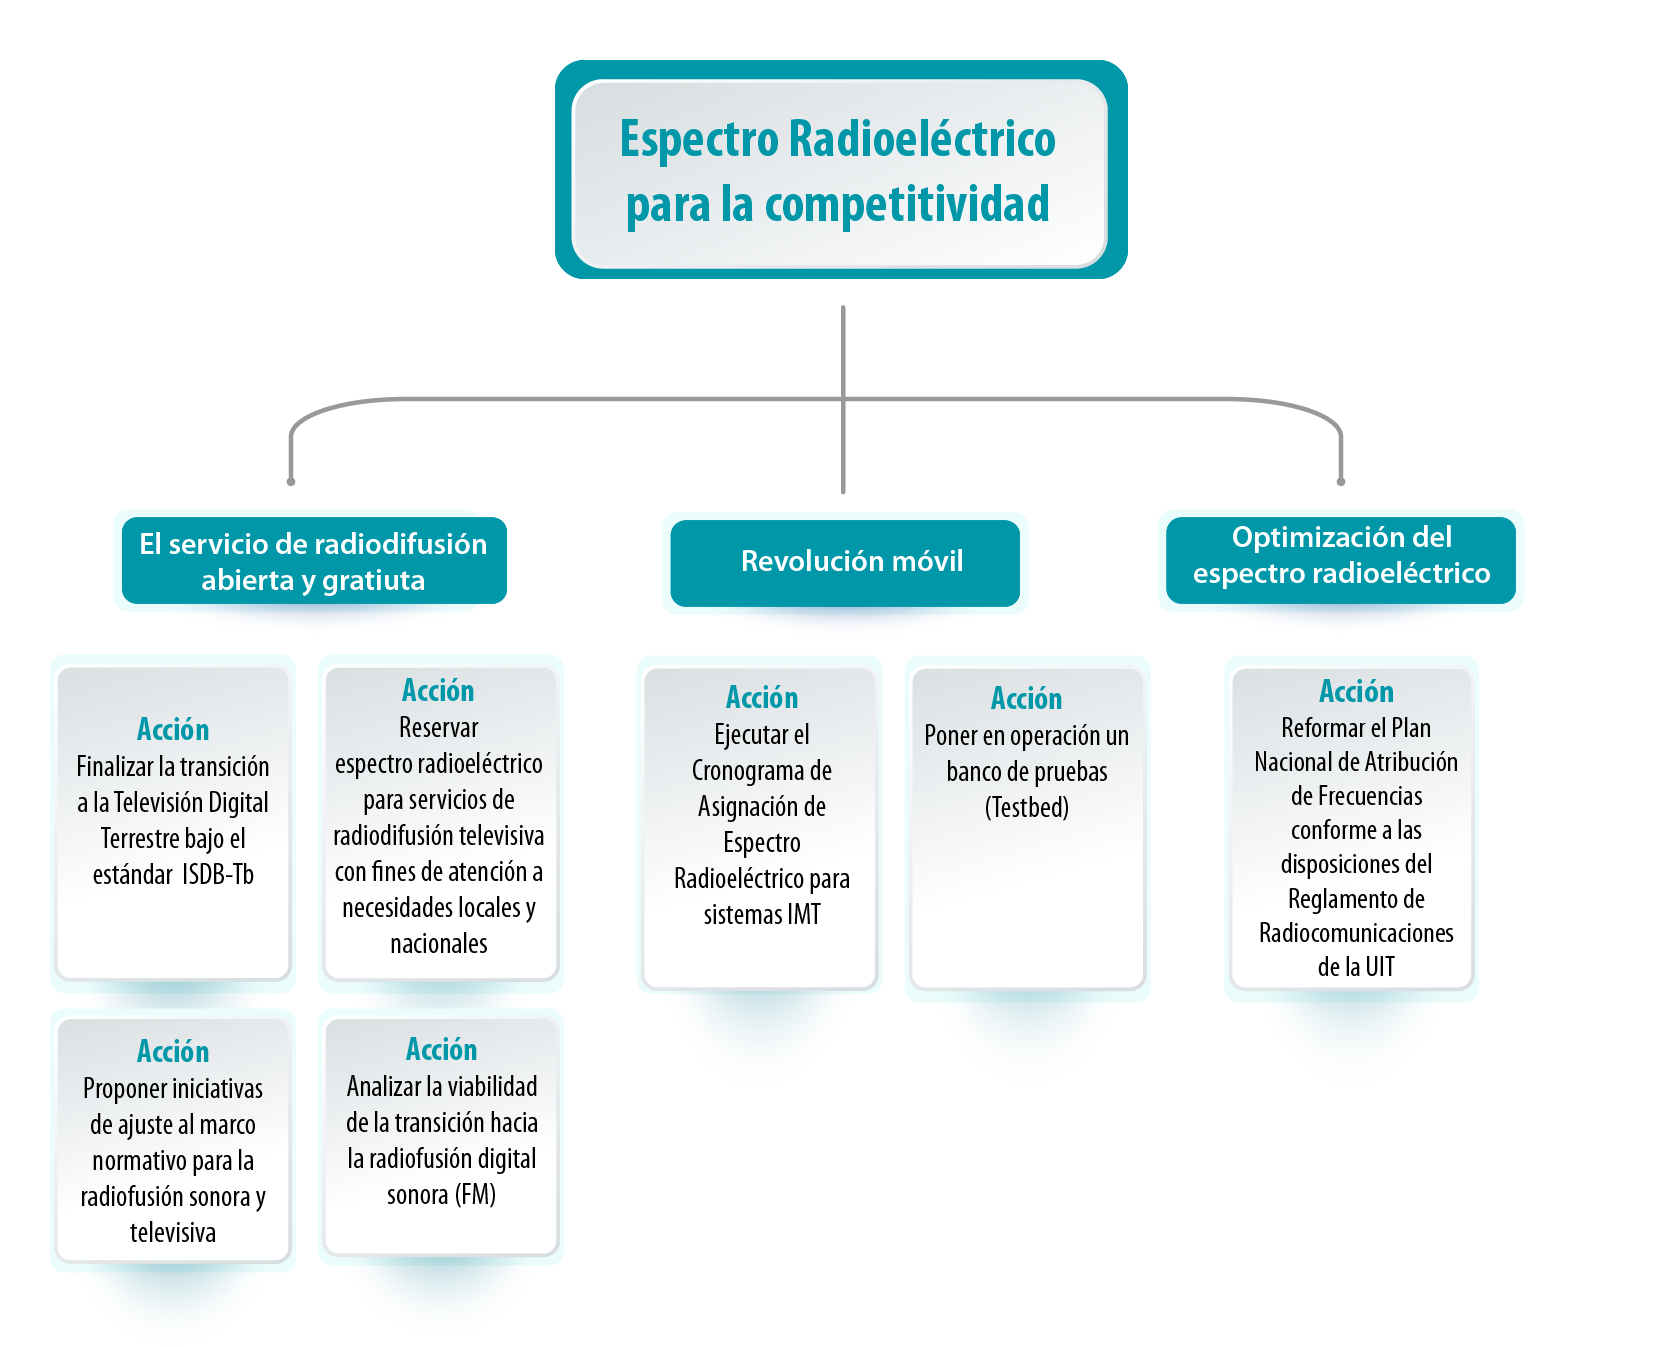 Espectro Radioeléctrico
para la competitividad
El servicio de radiodifusión
abierta y gratiuta
Revolución móvil
Optimización del
espectro radioeléctrico
Acción
Finalizar la transición
a la Televisión Digital
Terrestre bajo el
estándar ISDB-Tb
Acción
Reservar
espectro radioeléctrico
para servicios de
radiodifusión televisiva
con fines de atención a
necesidades locales y
nacionales
Acción
Ejecutar el
Cronograma de
Asignación de
Espectro
Radioeléctrico para
sistemas IMT
Acción
Poner en operación un
banco de pruebas
(Testbed)
Acción
Reformar el Plan
Nacional de Atribución
de Frecuencias
conforme a las
disposiciones del
Reglamento de
Radiocomunicaciones
de la UIT
Acción
Proponer iniciativas
de ajuste al marco
normativo para la
radiofusión sonora y
televisiva
Acción
Analizar la viabilidad
de la transición hacia
la radiofusión digital
sonora (FM)